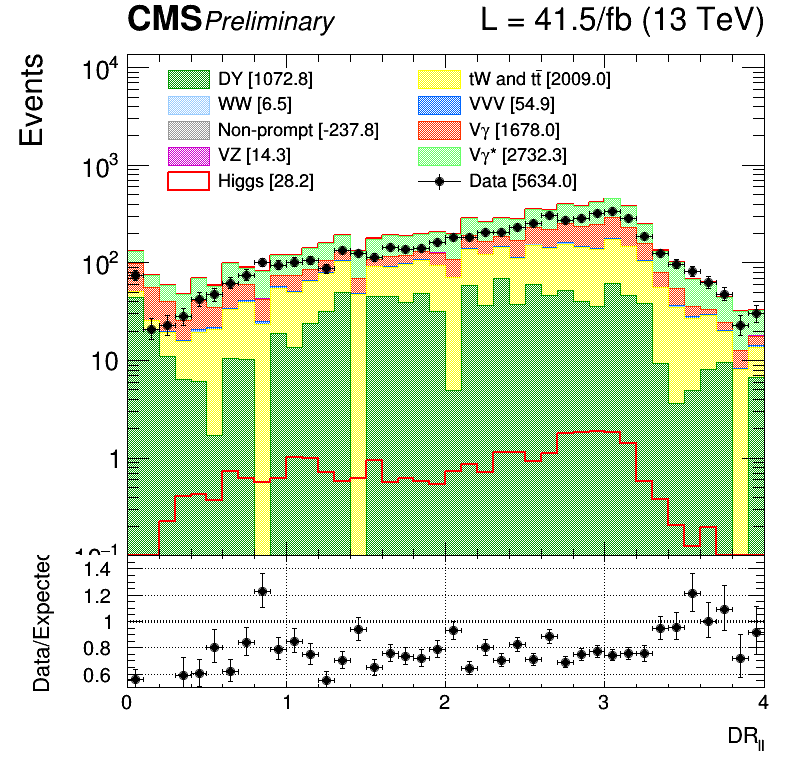 CMS Preliminary L = 41.5/fb (13 TeV)
Events
10⁴
10³
10²
10
1
10⁻¹
DY [1072.8] tW and tt̄ [2009.0]
WW [6.5] VVV [54.9]
Non-prompt [-237.8] Vγ [1678.0]
VZ [14.3] Vγ* [2732.3]
Higgs [28.2] Data [5634.0]
Data/Expected
1.4
1.2
1
0.8
0.6
0 1 2 3 4
DR_ll